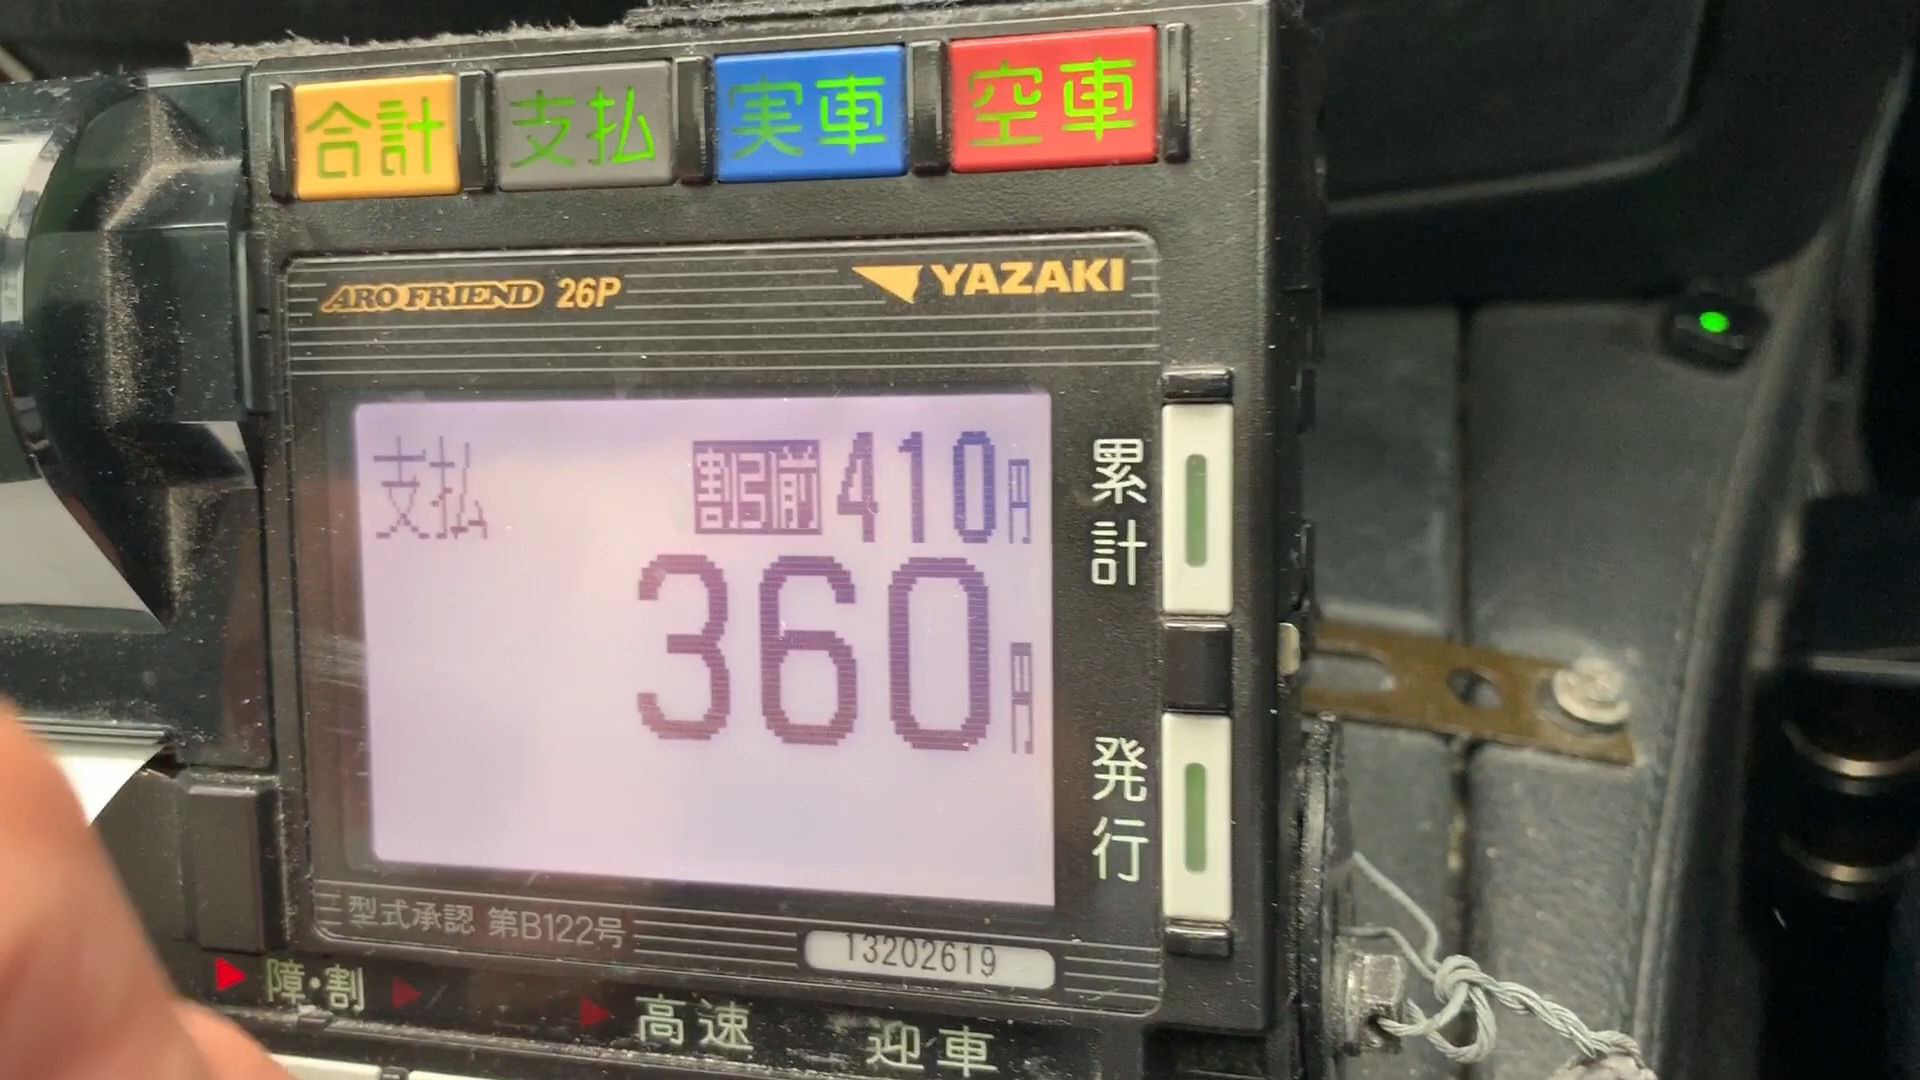 合計 支払 実車 空車
ARO FRIEND 26P YAZAKI
支払 割引前 410円
360円
累計
発行
型式承認 第B122号
13202619
障・割 高速 迎車